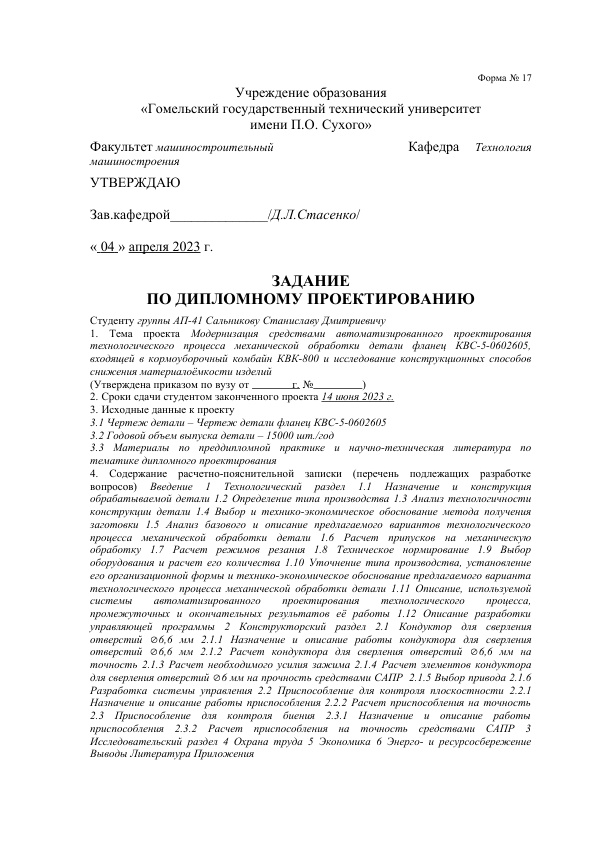 Форма № 17
Учреждение образования
«Гомельский государственный технический университет
имени П.О. Сухого»
Факультет машиностроительный Кафедра Технология
машиностроения
УТВЕРЖДАЮ
Зав.кафедрой______________/Д.Л.Стасенко/
« 04 » апреля 2023 г.
ЗАДАНИЕ
ПО ДИПЛОМНОМУ ПРОЕКТИРОВАНИЮ
Студенту группы АП-41 Сальникову Станиславу Дмитриевичу
1. Тема проекта Модернизация средствами автоматизированного проектирования
технологического процесса механической обработки детали фланец КВС-5-0602605,
входящей в кормоуборочный комбайн КВК-800 и исследование конструкционных способов
снижения материалоёмкости изделий
(Утверждена приказом по вузу от _______г. №_________)
2. Сроки сдачи студентом законченного проекта 14 июня 2023 г.
3. Исходные данные к проекту
3.1 Чертеж детали – Чертеж детали фланец КВС-5-0602605
3.2 Годовой объем выпуска детали – 15000 шт./год
3.3 Материалы по преддипломной практике и научно-техническая литература по
тематике дипломного проектирования
4. Содержание расчетно-пояснительной записки (перечень подлежащих разработке
вопросов) Введение 1 Технологический раздел 1.1 Назначение и конструкция
обрабатываемой детали 1.2 Определение типа производства 1.3 Анализ технологичности
конструкции детали 1.4 Выбор и технико-экономическое обоснование метода получения
заготовки 1.5 Анализ базового и описание предлагаемого вариантов технологического
процесса механической обработки детали 1.6 Расчет припусков на механическую
обработку 1.7 Расчет режимов резания 1.8 Техническое нормирование 1.9 Выбор
оборудования и расчет его количества 1.10 Уточнение типа производства, установление
его организационной формы и технико-экономическое обоснование предлагаемого варианта
технологического процесса механической обработки детали 1.11 Описание, используемой
системы автоматизированного проектирования технологического процесса,
промежуточных и окончательных результатов её работы 1.12 Описание разработки
управляющей программы 2 Конструкторский раздел 2.1 Кондуктор для сверления
отверстий ∅6,6 мм 2.1.1 Назначение и описание работы кондуктора для сверления
отверстий ∅6,6 мм 2.1.2 Расчет кондуктора для сверления отверстий ∅6,6 мм на
точность 2.1.3 Расчет необходимого усилия зажима 2.1.4 Расчет элементов кондуктора
для сверления отверстий ∅6 мм на прочность средствами САПР 2.1.5 Выбор привода 2.1.6
Разработка системы управления 2.2 Приспособление для контроля плоскостности 2.2.1
Назначение и описание работы приспособления 2.2.2 Расчет приспособления на точность
2.3 Приспособление для контроля биения 2.3.1 Назначение и описание работы
приспособления 2.3.2 Расчет приспособления на точность средствами САПР 3
Исследовательский раздел 4 Охрана труда 5 Экономика 6 Энерго- и ресурсосбережение
Выводы Литература Приложения